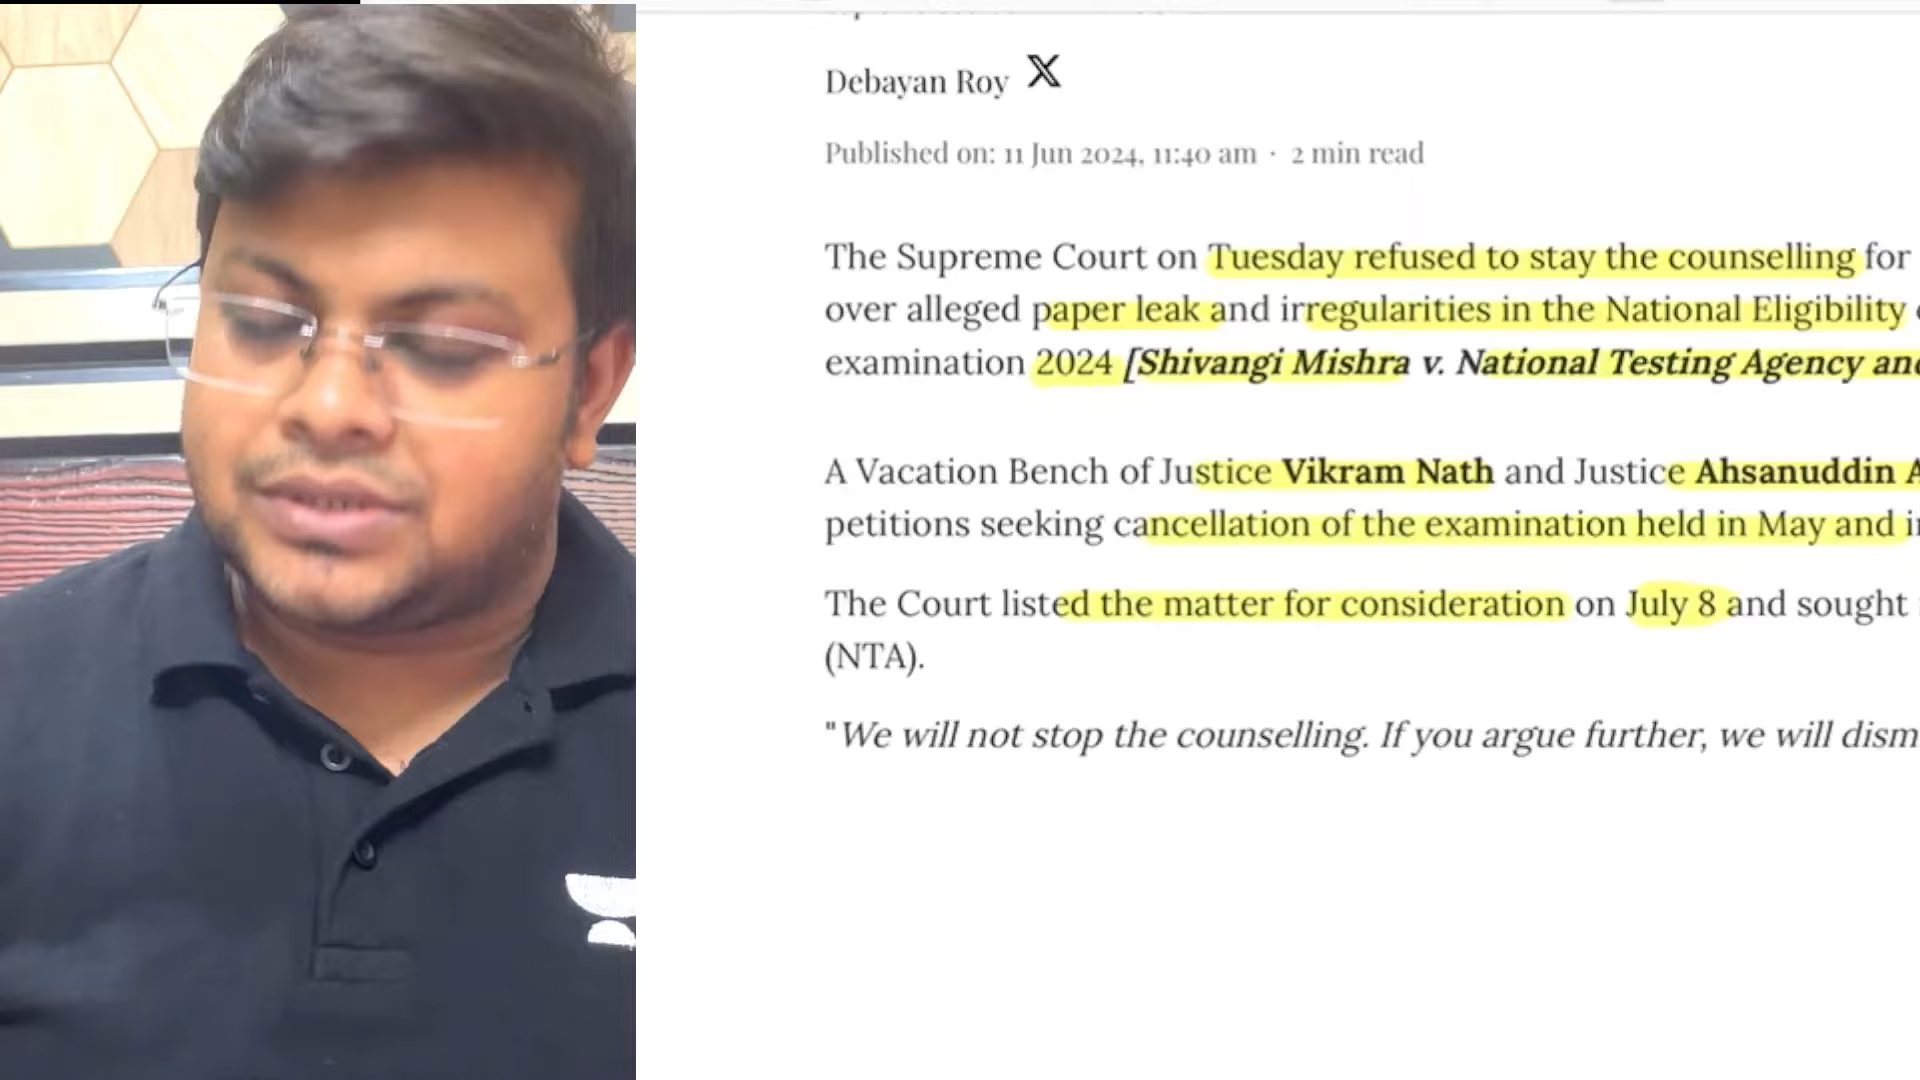 Debayan Roy
Published on: 11 Jun 2024, 11:40 am · 2 min read
The Supreme Court on Tuesday refused to stay the counselling for
over alleged paper leak and irregularities in the National Eligibility
examination 2024 [Shivangi Mishra v. National Testing Agency and
A Vacation Bench of Justice Vikram Nath and Justice Ahsanuddin A
petitions seeking cancellation of the examination held in May and i
The Court listed the matter for consideration on July 8 and sought
(NTA).
"We will not stop the counselling. If you argue further, we will dism